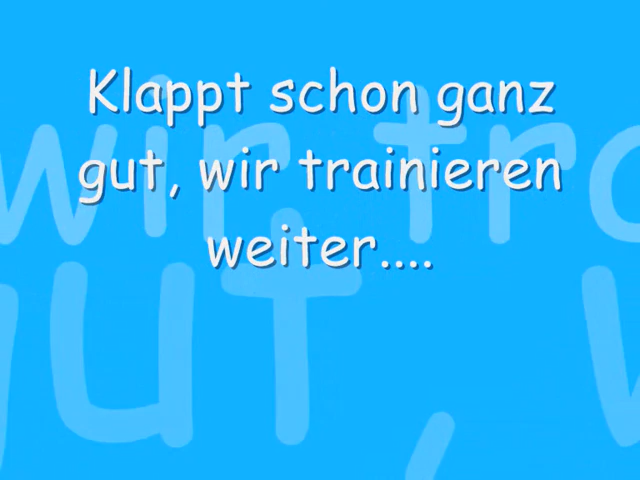 Klappt schon ganz
gut, wir trainieren
weiter....